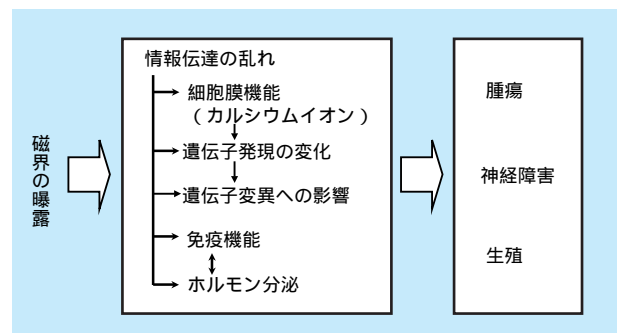 磁界の曝露
情報伝達の乱れ
細胞膜機能
(カルシウムイオン)
遺伝子発現の変化
遺伝子変異への影響
免疫機能
ホルモン分泌
腫瘍
神経障害
生殖